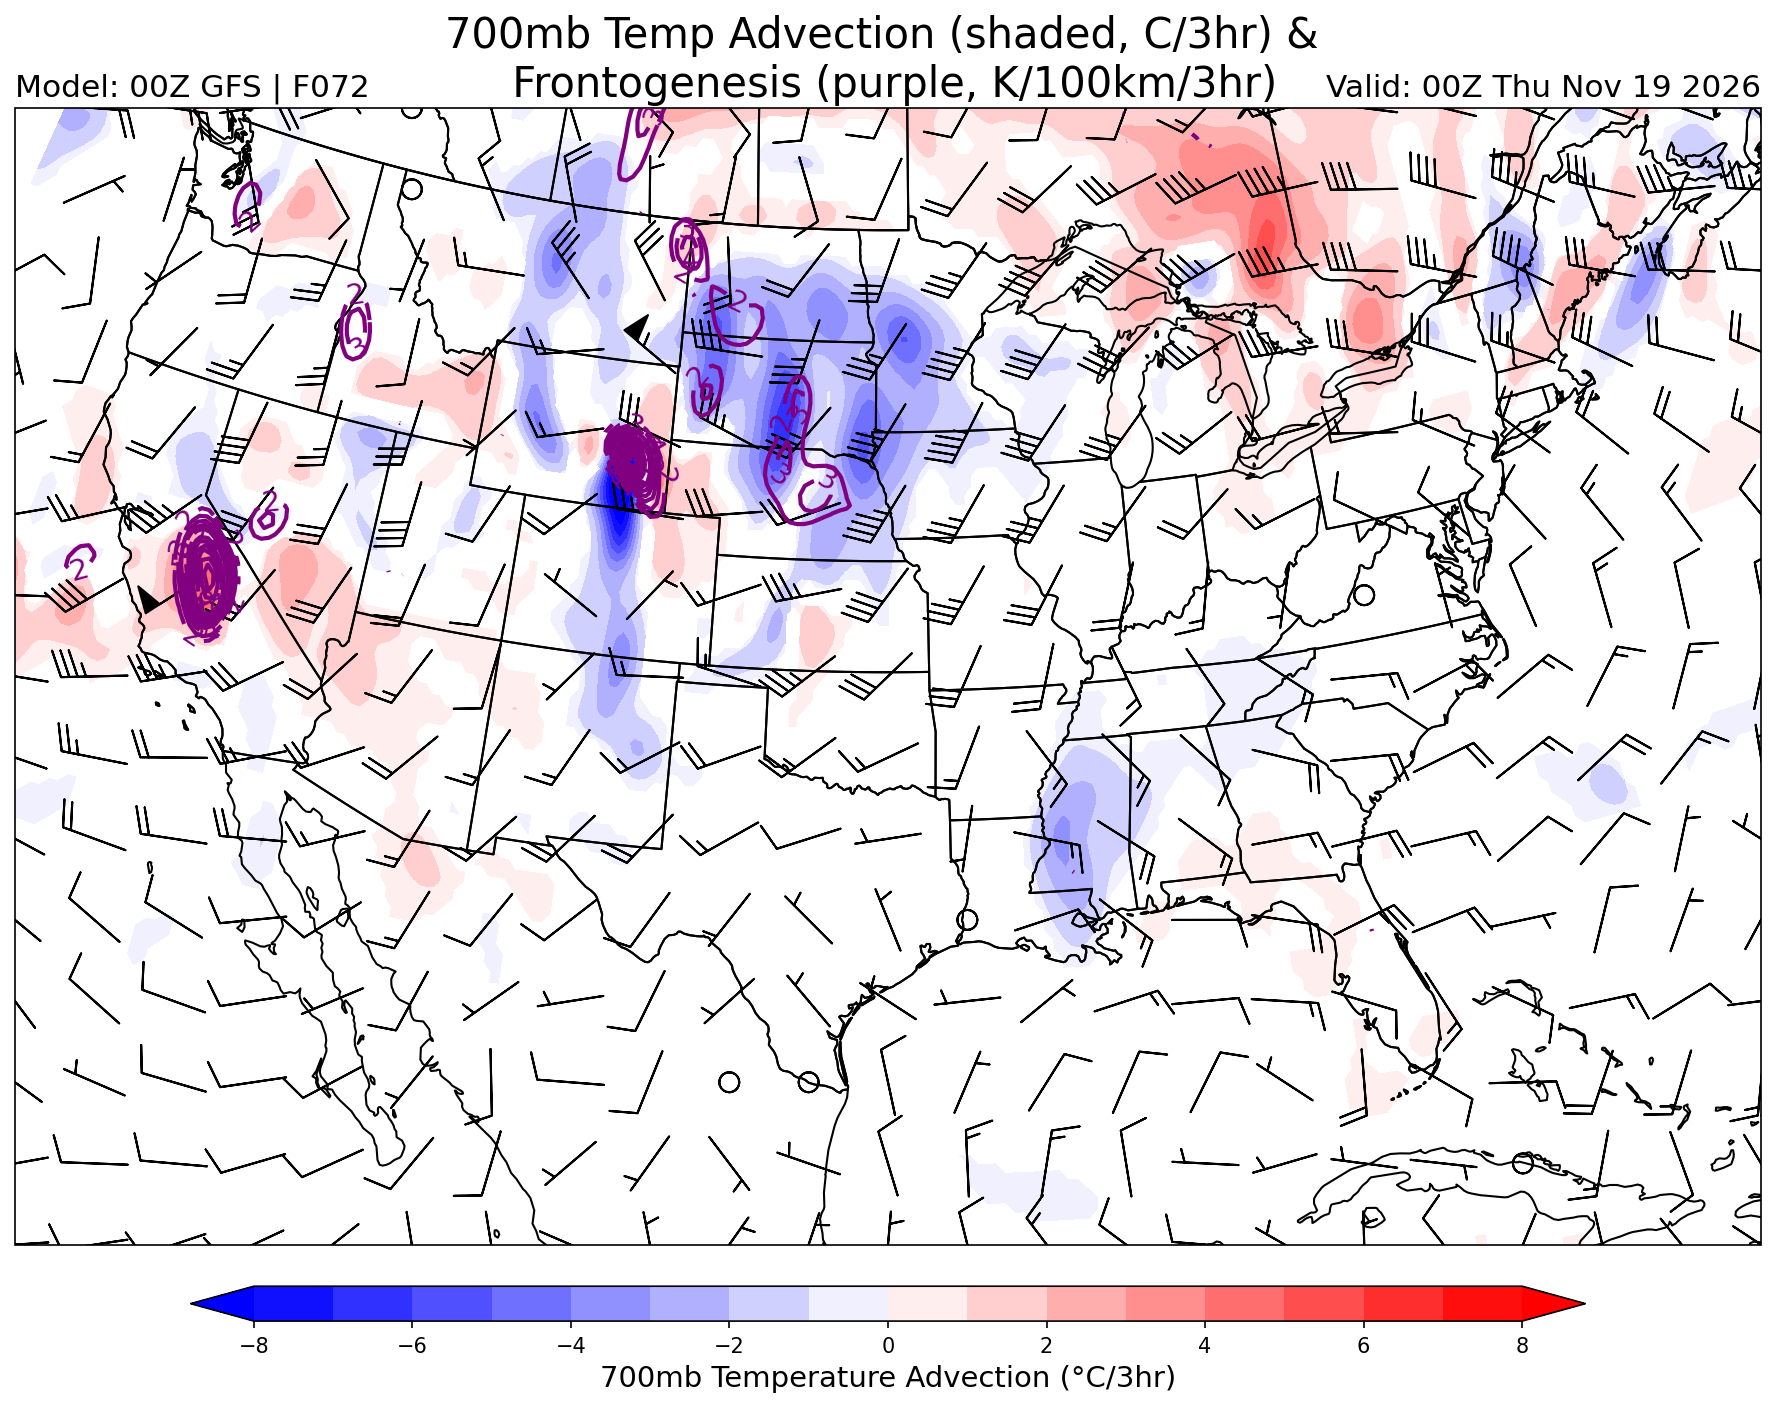 700mb Temp Advection (shaded, C/3hr) &
Frontogenesis (purple, K/100km/3hr)
Model: 00Z GFS | F072
Valid: 00Z Thu Nov 19 2026
−8 −6 −4 −2 0 2 4 6 8
700mb Temperature Advection (°C/3hr)